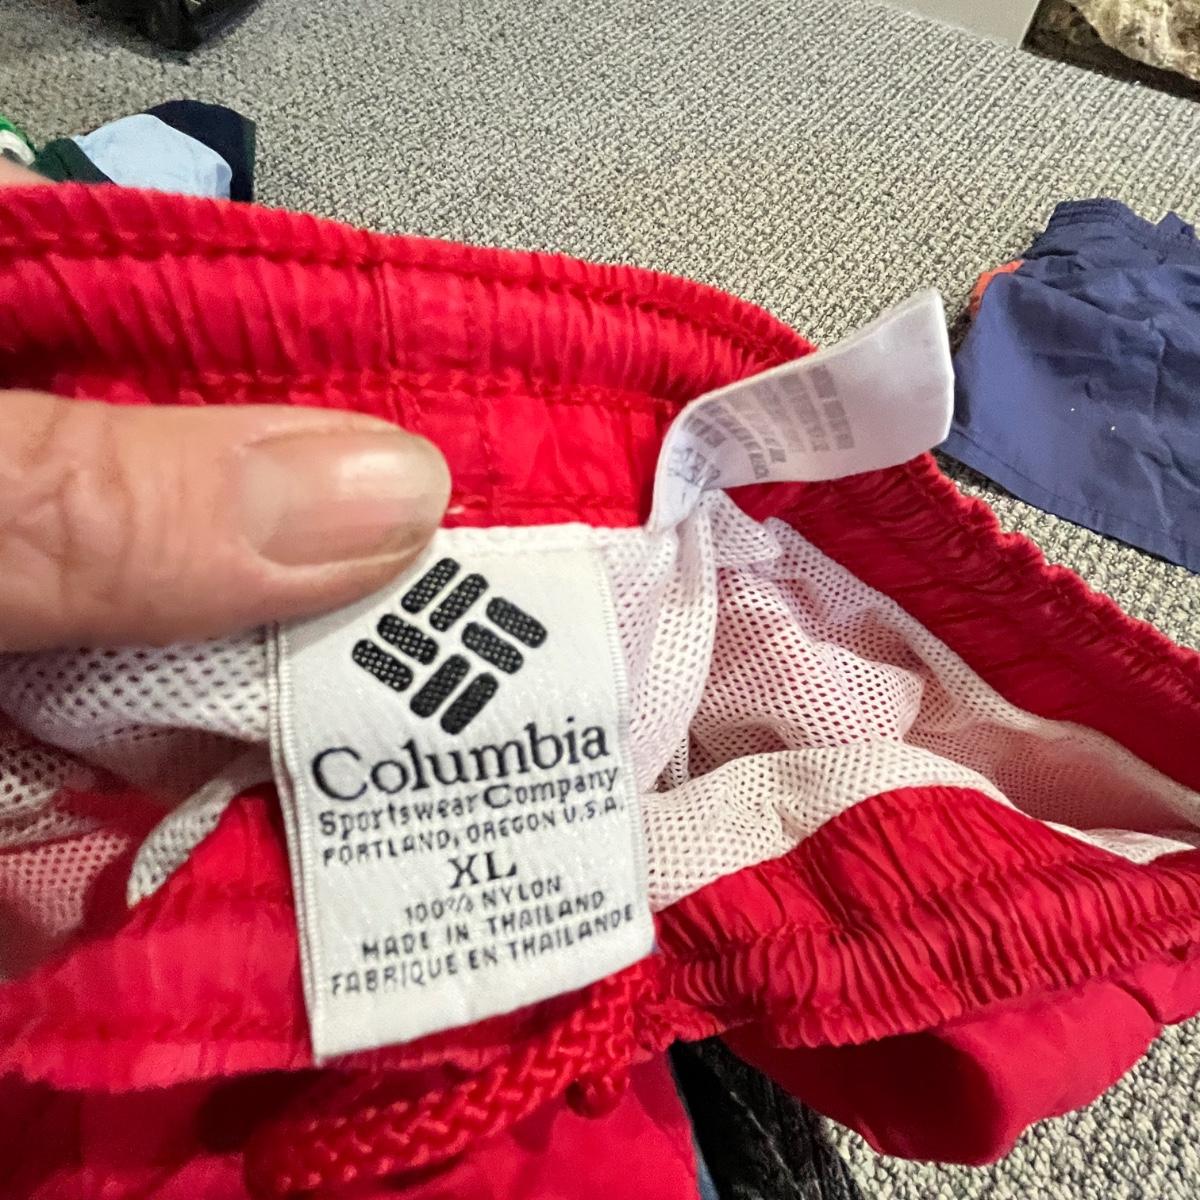 Columbia
Sportswear Company
PORTLAND, OREGON U.S.A.
XL
100% NYLON
MADE IN THAILAND
FABRIQUE EN THAILANDE